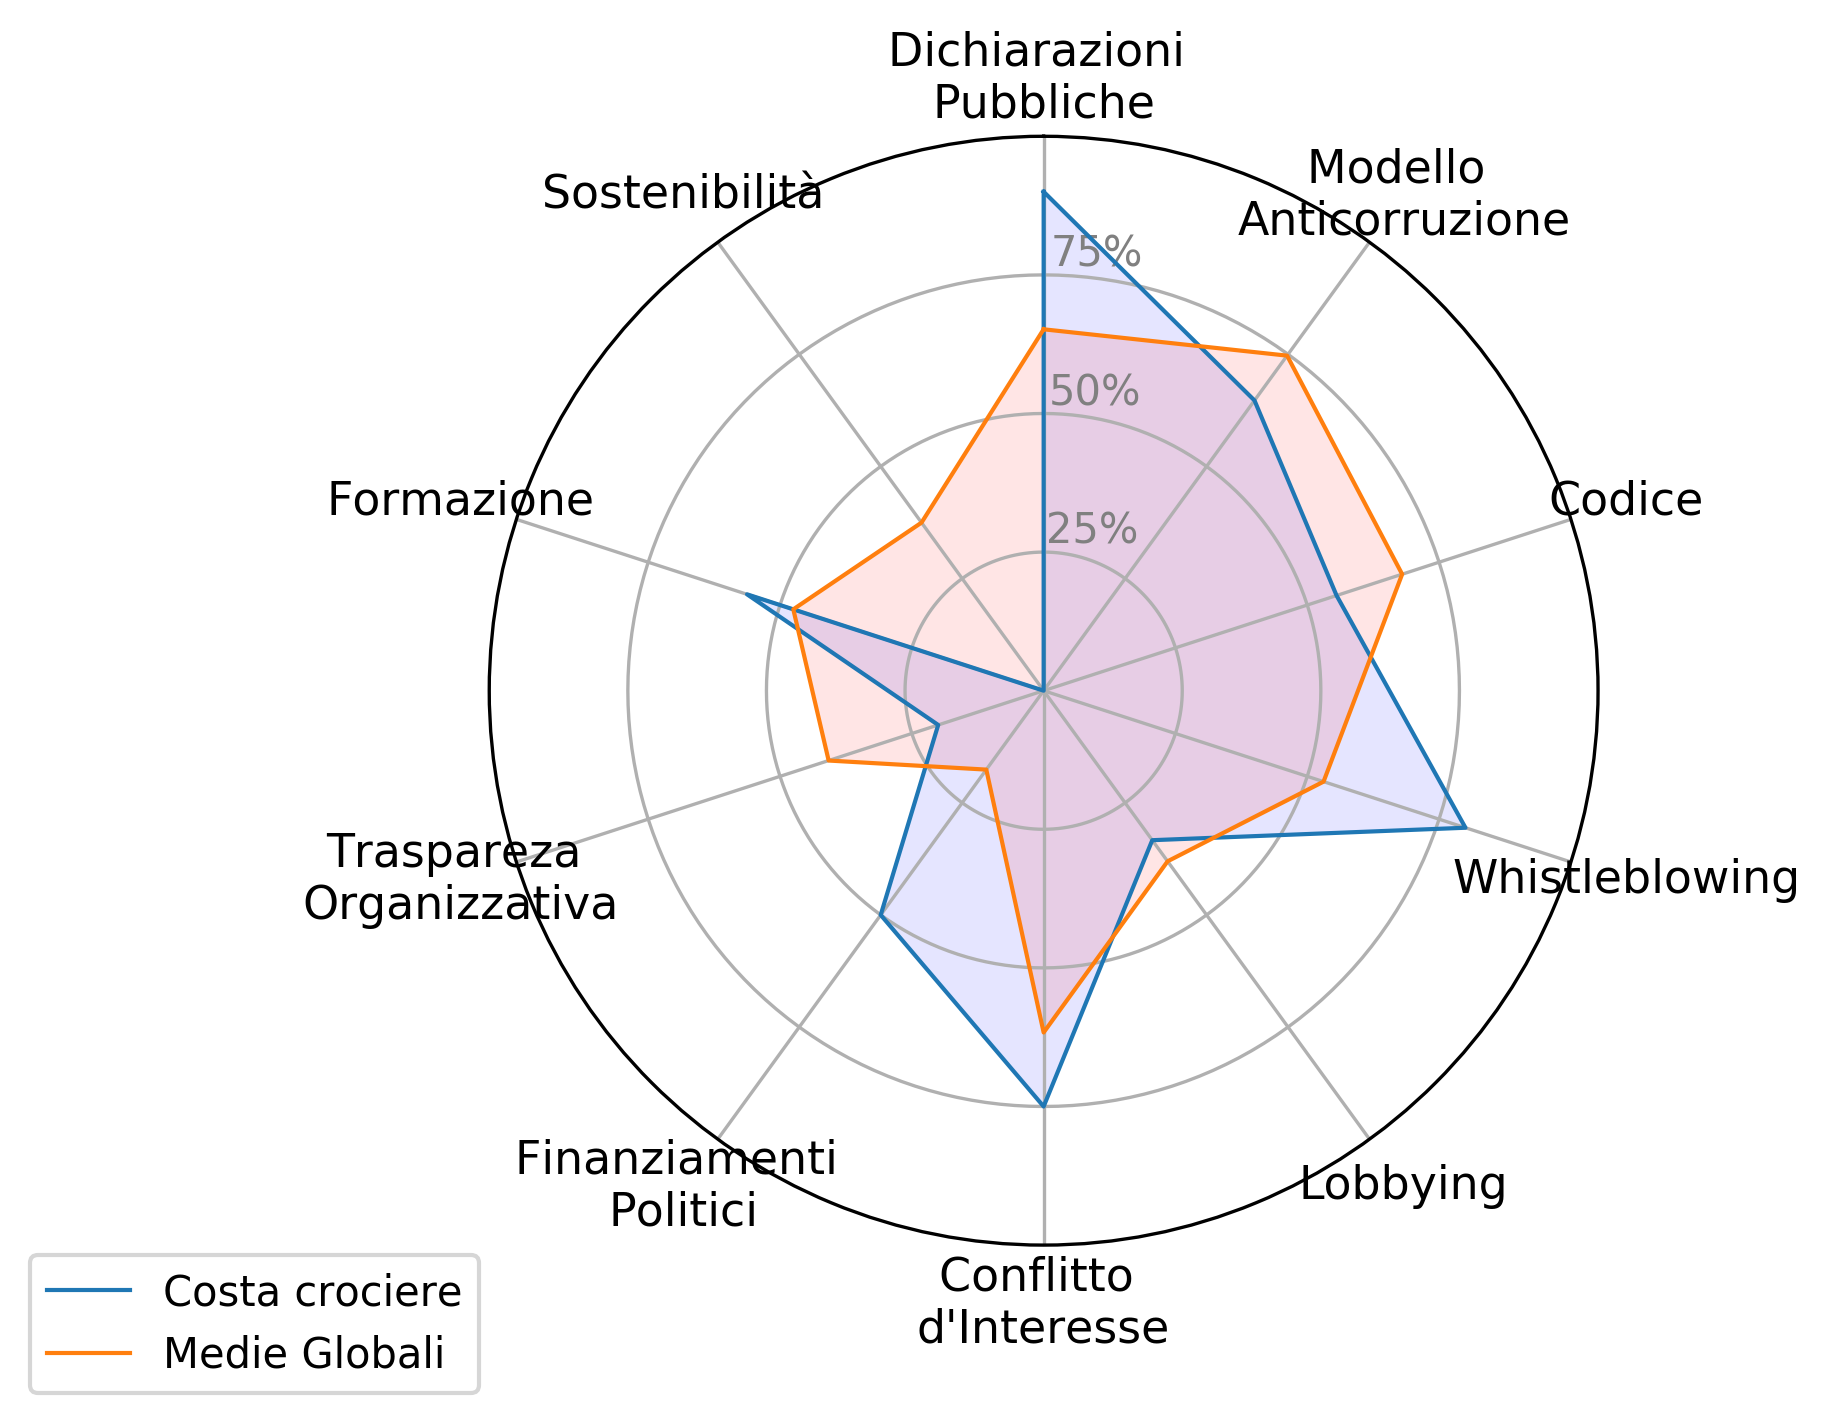 Dichiarazioni
Pubbliche
Modello
Anticorruzione
Sostenibilità
75%
50%
Formazione
Codice
25%
Traspareza
Organizzativa
Whistleblowing
Finanziamenti
Politici
Lobbying
Conflitto
d'Interesse
Costa crociere
Medie Globali